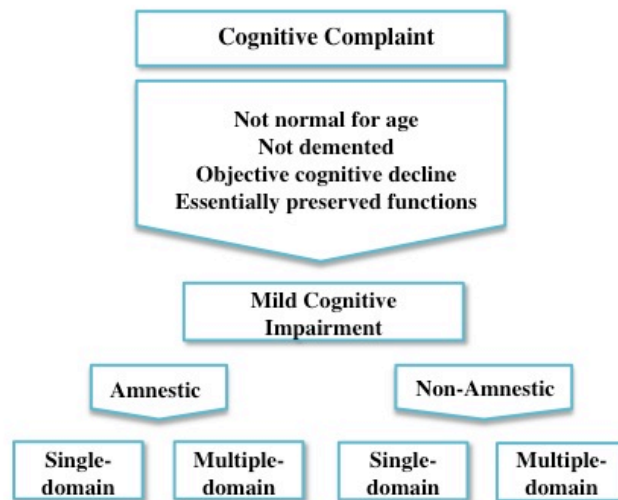 Cognitive Complaint
Not normal for age
Not demented
Objective cognitive decline
Essentially preserved functions
Mild Cognitive
Impairment
Amnestic
Non-Amnestic
Single-
domain
Multiple-
domain
Single-
domain
Multiple-
domain